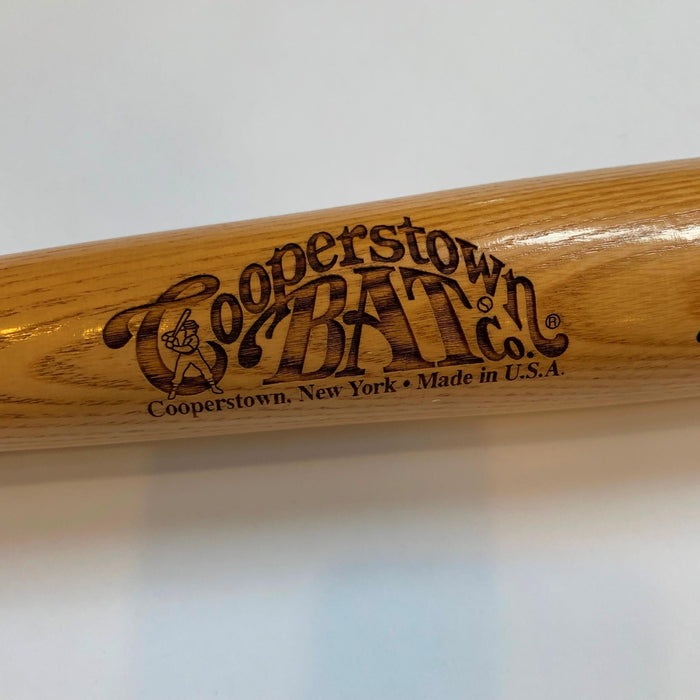 Cooperstown
BAT Co.®
Cooperstown, New York • Made in U.S.A.